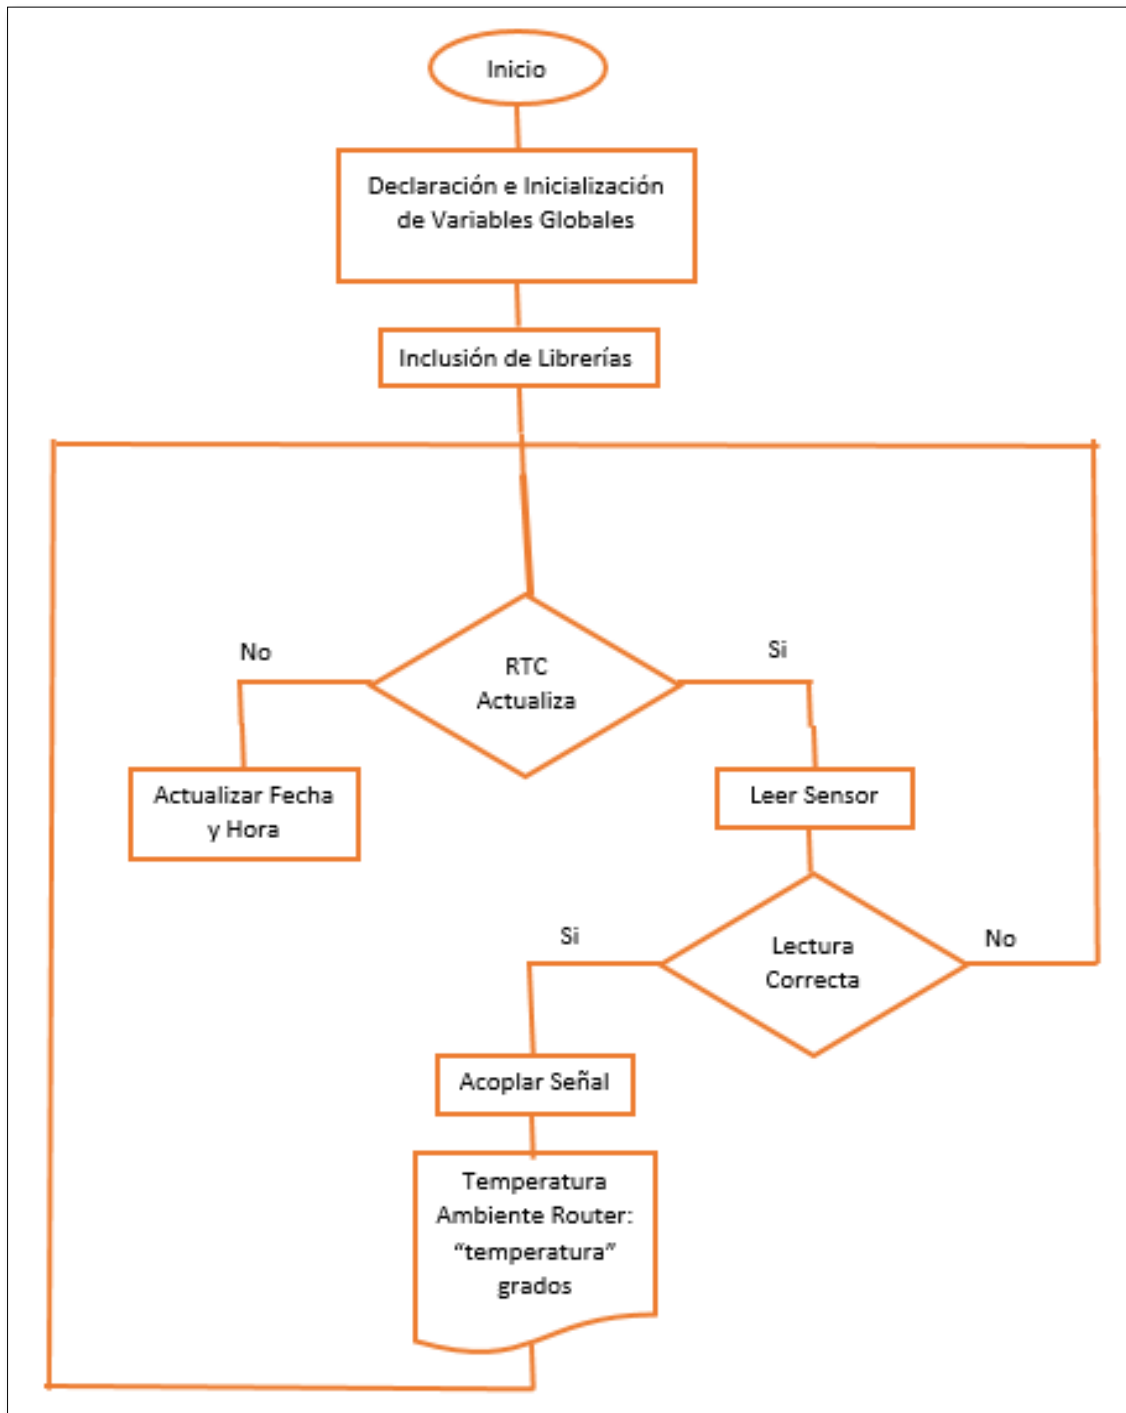 Inicio
Declaración e Inicialización
de Variables Globales
Inclusión de Librerías
No
Si
RTC
Actualiza
Actualizar Fecha
y Hora
Leer Sensor
Si
No
Lectura
Correcta
Acoplar Señal
Temperatura
Ambiente Router:
“temperatura”
grados